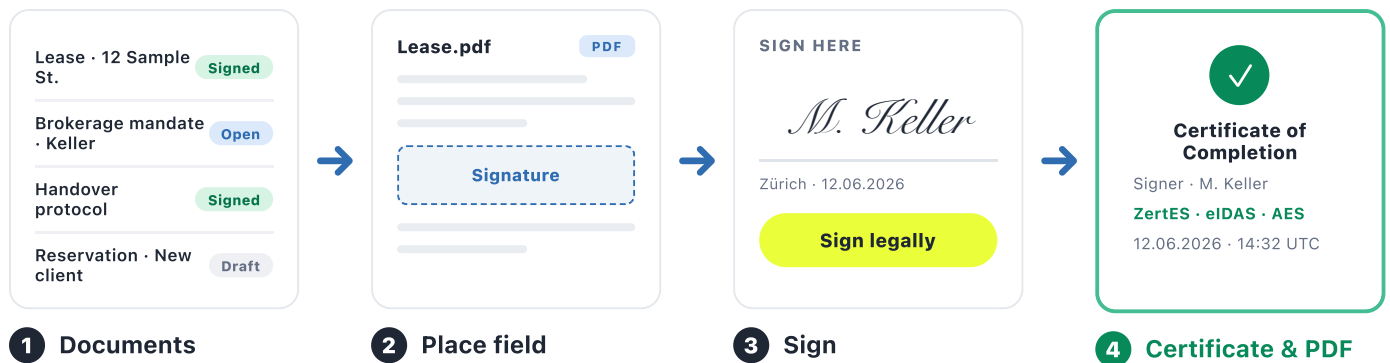 Lease · 12 Sample
St.
Signed
Brokerage mandate
· Keller
Open
Handover
protocol
Signed
Reservation · New
client
Draft
1 Documents
Lease.pdf
PDF
Signature
2 Place field
SIGN HERE
M. Keller
Zürich · 12.06.2026
Sign legally
3 Sign
Certificate of
Completion
Signer · M. Keller
ZertES · eIDAS · AES
12.06.2026 · 14:32 UTC
4 Certificate & PDF